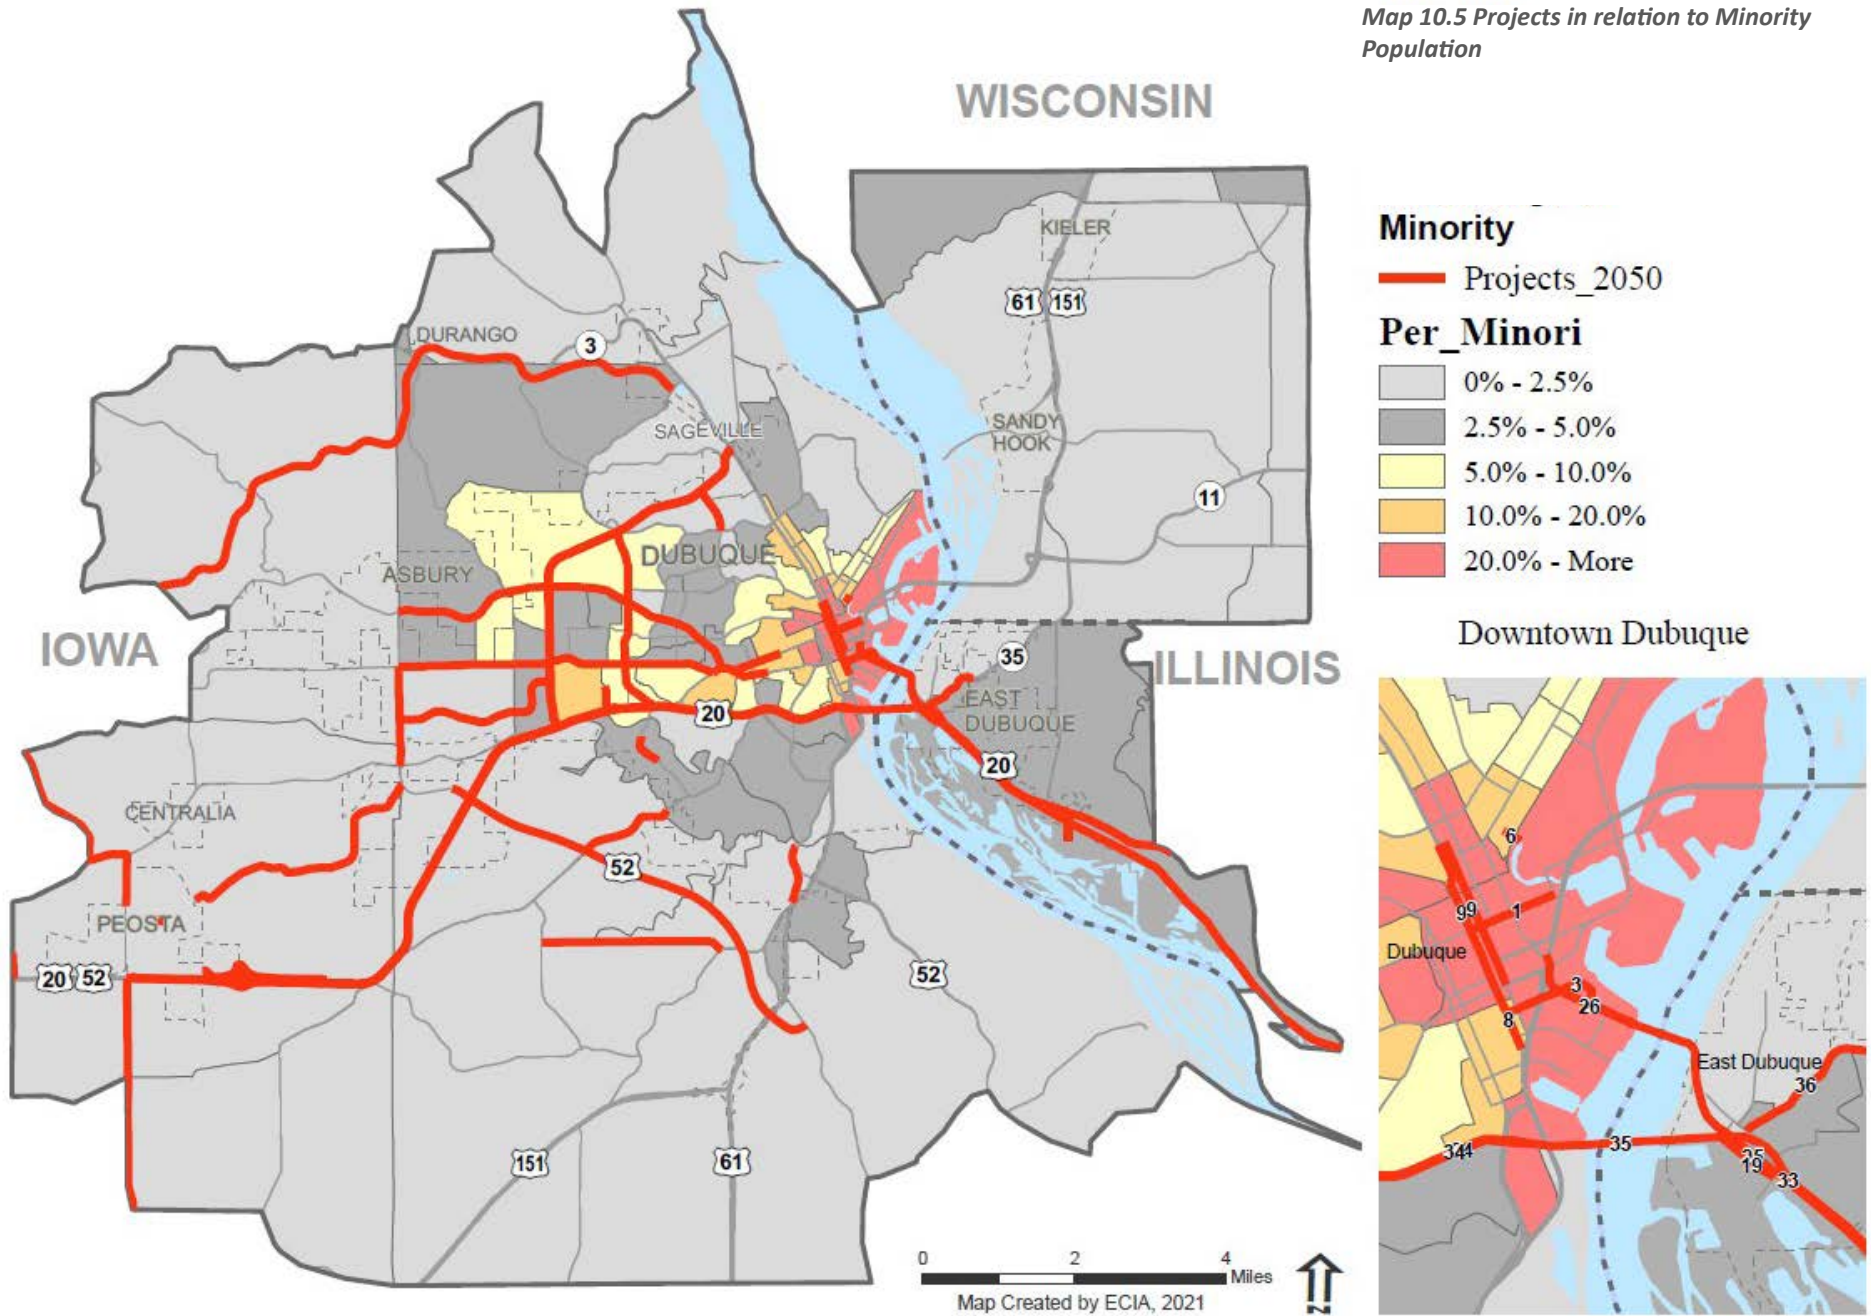 Map 10.5 Projects in relation to Minority
Population
WISCONSIN
KIELER
61 151
DURANGO
3
SAGEVILLE
SANDY
HOOK
11
DUBUQUE
ASBURY
IOWA
35
ILLINOIS
EAST
DUBUQUE
20
20
CENTRALIA
52
PEOSTA
20 52
52
151
61
0 2 4
Miles
Map Created by ECIA, 2021
N
Minority
Projects_2050
Per_Minori
0% - 2.5%
2.5% - 5.0%
5.0% - 10.0%
10.0% - 20.0%
20.0% - More
Downtown Dubuque
6
99
1
Dubuque
3
26
8
East Dubuque
36
35
19
33